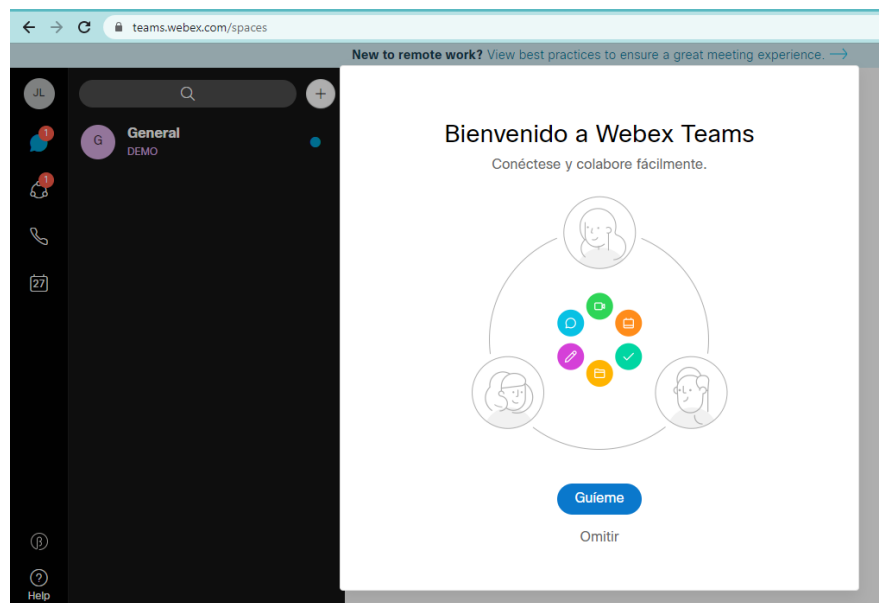 teams.webex.com/spaces
New to remote work? View best practices to ensure a great meeting experience. →
JL
1
G
General
DEMO
1
27
Bienvenido a Webex Teams
Conéctese y colabore fácilmente.
Guíeme
Omitir
β
?
Help